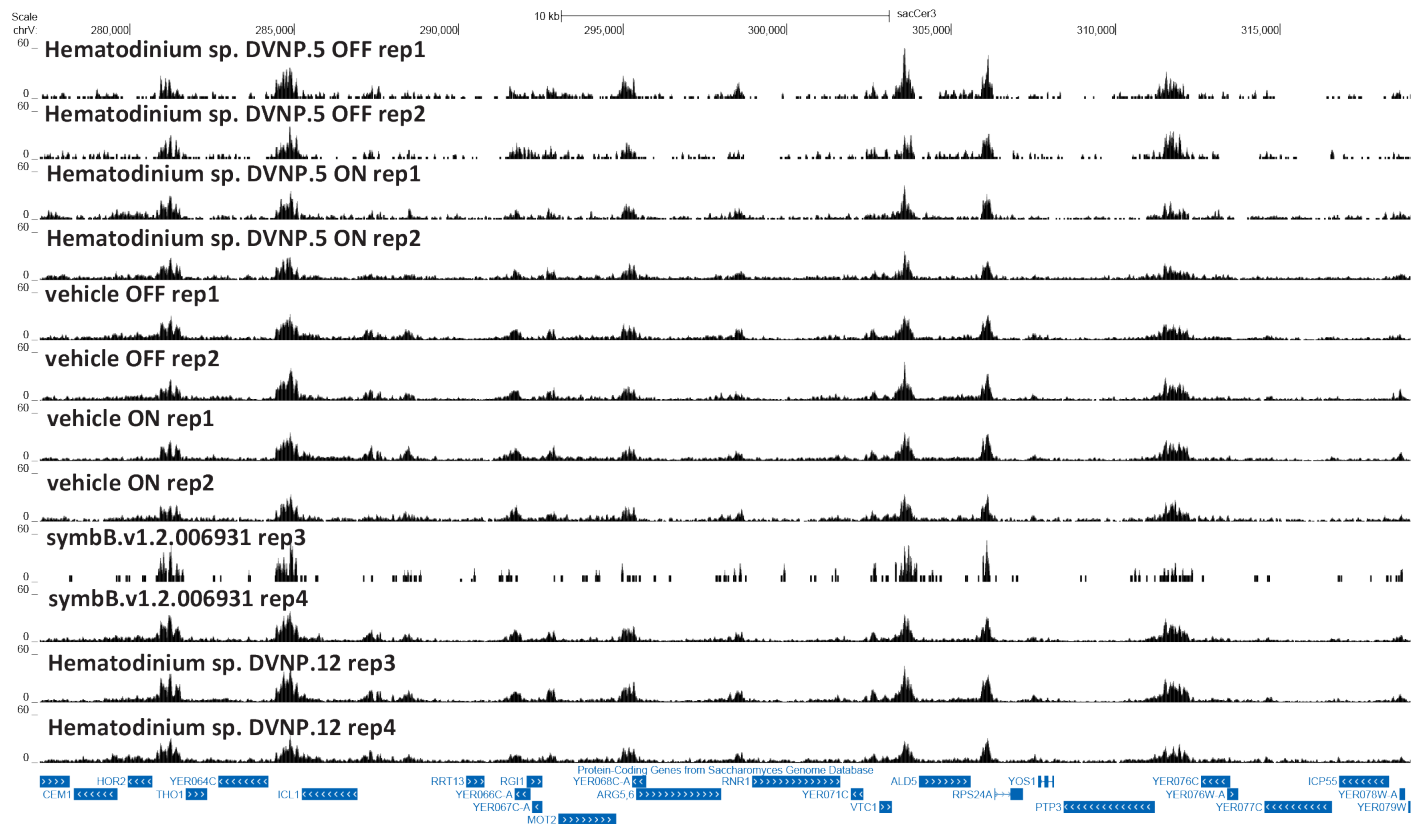 Scale 10 kb sacCer3
chrV: 280,000 285,000 290,000 295,000 300,000 305,000 310,000 315,000
60
Hematodinium sp. DVNP.5 OFF rep1
0
60
Hematodinium sp. DVNP.5 OFF rep2
0
60
Hematodinium sp. DVNP.5 ON rep1
0
60
Hematodinium sp. DVNP.5 ON rep2
0
60
vehicle OFF rep1
0
60
vehicle OFF rep2
0
60
vehicle ON rep1
0
60
vehicle ON rep2
0
60
symbB.v1.2.006931 rep3
0
60
symbB.v1.2.006931 rep4
0
60
Hematodinium sp. DVNP.12 rep3
0
60
Hematodinium sp. DVNP.12 rep4
0
Protein-Coding Genes from Saccharomyces Genome Database
HOR2 YER064C RRT13 RGI1 YER068C-A RNR1 ALD5 YOS1 YER076C ICP55
CEM1 THO1 ICL1 YER066C-A ARG5,6 YER071C RPS24A YER076W-A YER078W-A
YER067C-A VTC1 PTP3 YER077C YER079W
MOT2